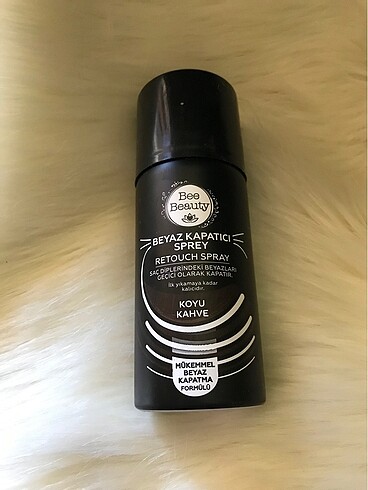 Bee
Beauty
BEYAZ KAPATICI
SPREY
RETOUCH SPRAY
SAÇ DİPLERİNDEKİ BEYAZLARI
GEÇİCİ OLARAK KAPATIR.
İlk yıkamaya kadar
kalıcıdır.
KOYU
KAHVE
MÜKEMMEL
BEYAZ
KAPATMA
FORMÜLÜ